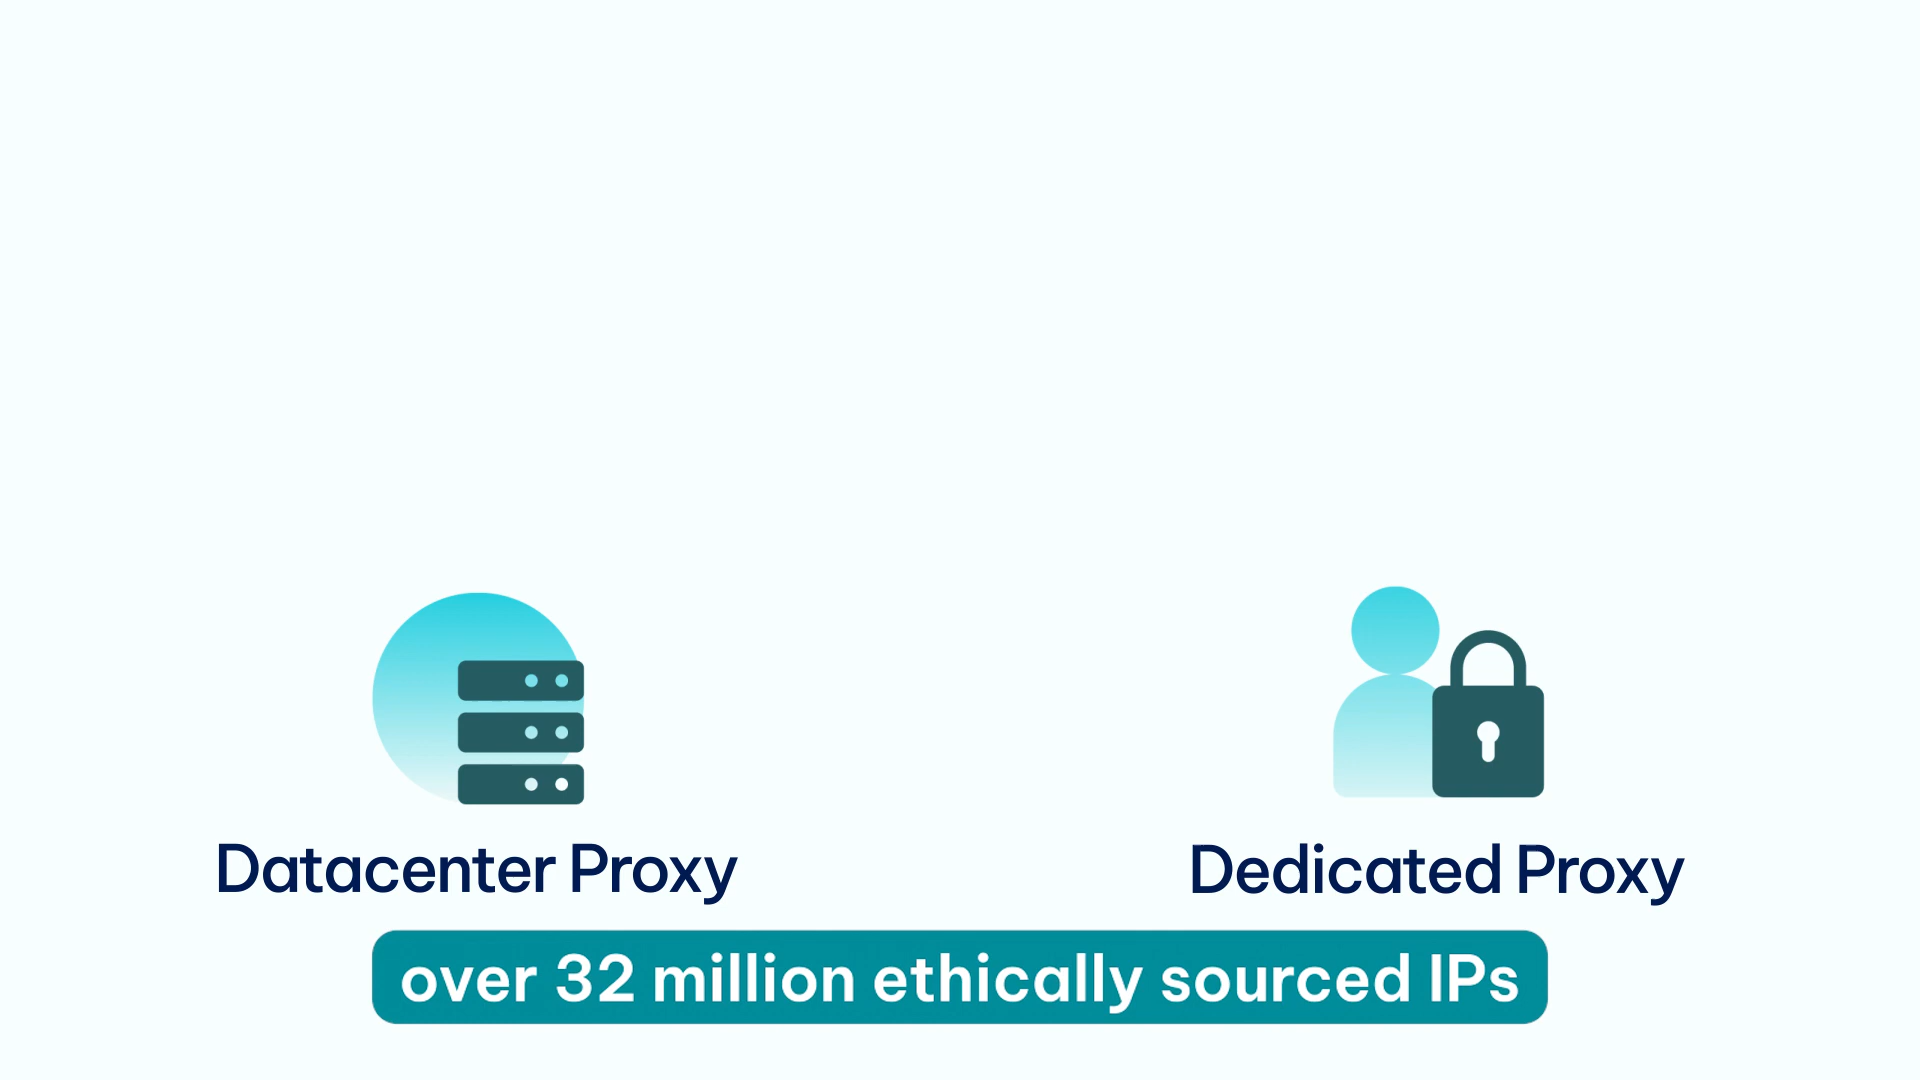 Datacenter Proxy
Dedicated Proxy
over 32 million ethically sourced IPs